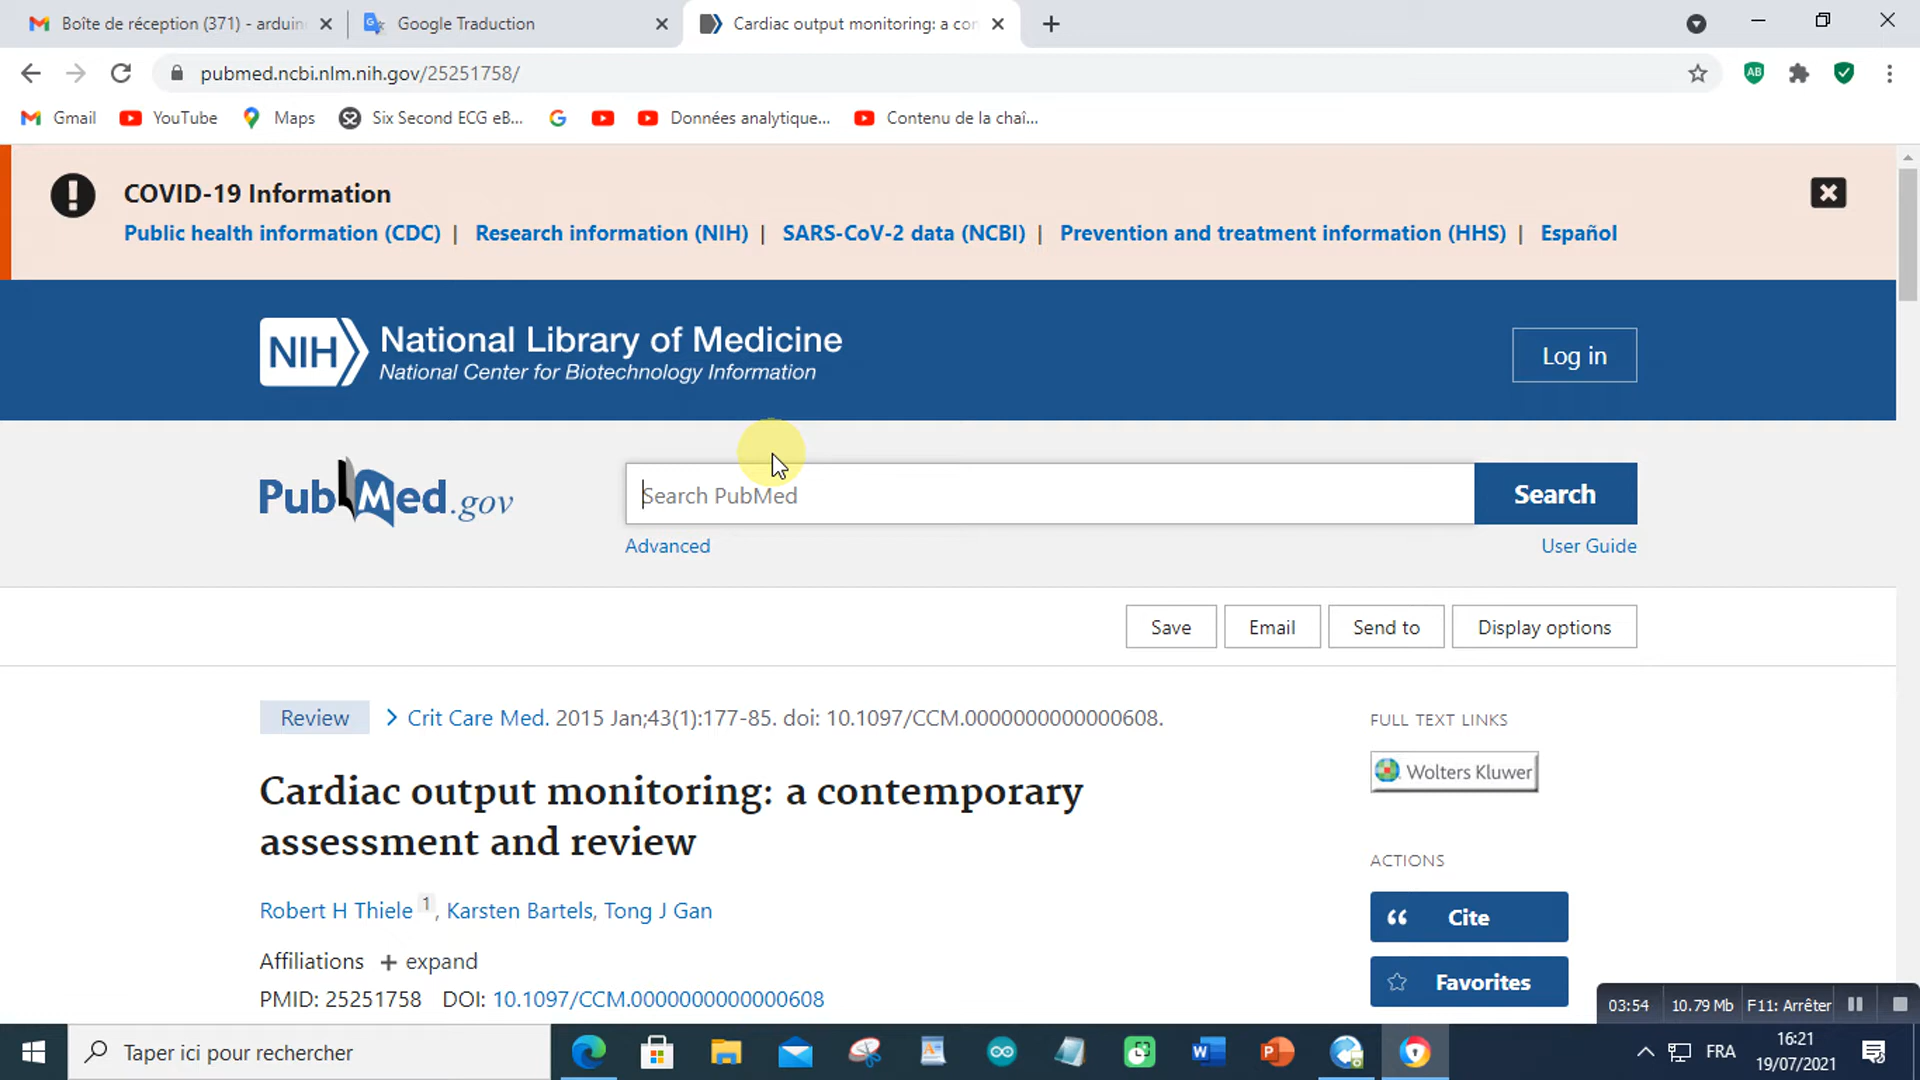 Boîte de réception (371) - arduin
Google Traduction
Cardiac output monitoring: a con
pubmed.ncbi.nlm.nih.gov/25251758/
AB
Gmail
YouTube
Maps
Six Second ECG eB...
Données analytique...
Contenu de la chaî...
COVID-19 Information
Public health information (CDC) | Research information (NIH) | SARS-CoV-2 data (NCBI) | Prevention and treatment information (HHS) | Español
NIH National Library of Medicine
National Center for Biotechnology Information
Log in
PubMed.gov
Search PubMed
Search
Advanced
User Guide
Save
Email
Send to
Display options
Review
Crit Care Med. 2015 Jan;43(1):177-85. doi: 10.1097/CCM.0000000000000608.
FULL TEXT LINKS
Wolters Kluwer
Cardiac output monitoring: a contemporary
assessment and review
ACTIONS
Robert H Thiele 1, Karsten Bartels, Tong J Gan
Cite
Affiliations + expand
PMID: 25251758 DOI: 10.1097/CCM.0000000000000608
Favorites
03:54
10.79 Mb
F11: Arrêter
Taper ici pour rechercher
FRA
16:21
19/07/2021